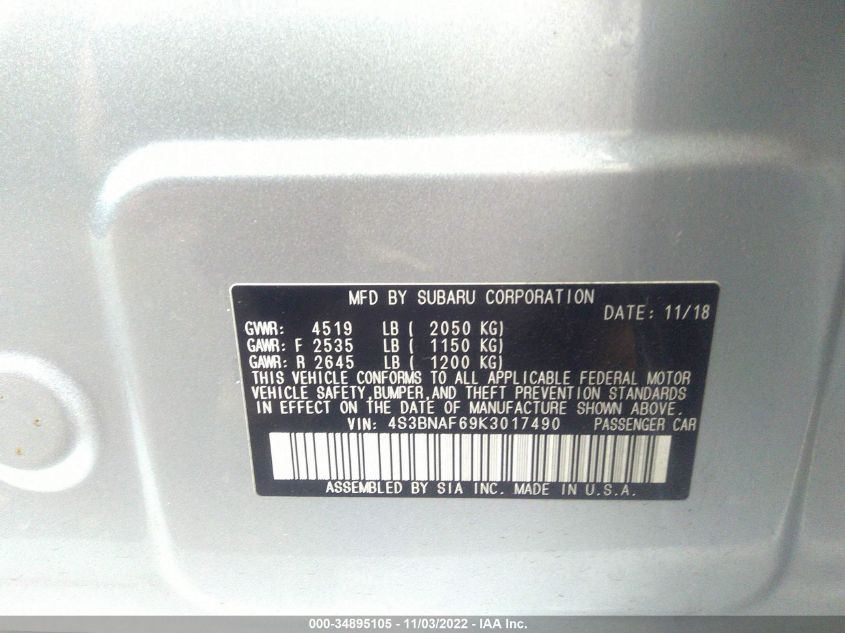 MFD BY SUBARU CORPORATION
DATE: 11/18
GVWR: 4519 LB ( 2050 KG)
GAWR: F 2535 LB ( 1150 KG)
GAWR: R 2645 LB ( 1200 KG)
THIS VEHICLE CONFORMS TO ALL APPLICABLE FEDERAL MOTOR
VEHICLE SAFETY,BUMPER,AND THEFT PREVENTION STANDARDS
IN EFFECT ON THE DATE OF MANUFACTURE SHOWN ABOVE.
VIN: 4S3BNAF69K3017490 PASSENGER CAR
ASSEMBLED BY SIA INC. MADE IN U.S.A.
000-34895105 - 11/03/2022 - IAA Inc.